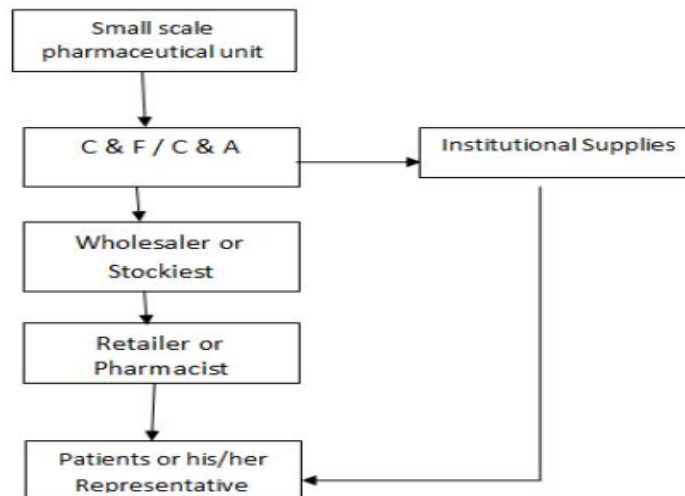 Small scale
pharmaceutical unit
C & F / C & A
Institutional Supplies
Wholesaler or
Stockiest
Retailer or
Pharmacist
Patients or his/her
Representative